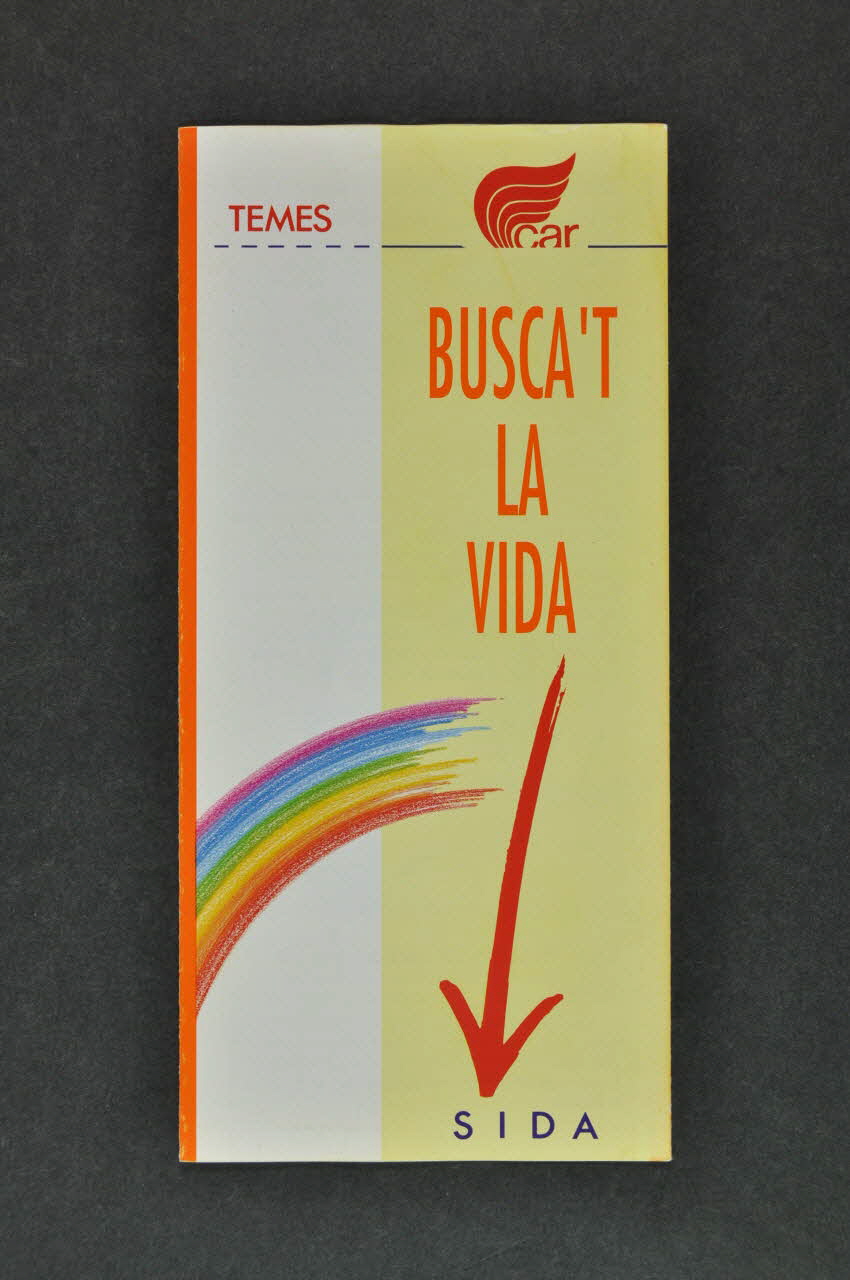 TEMES
car
BUSCA'T
LA
VIDA
SIDA